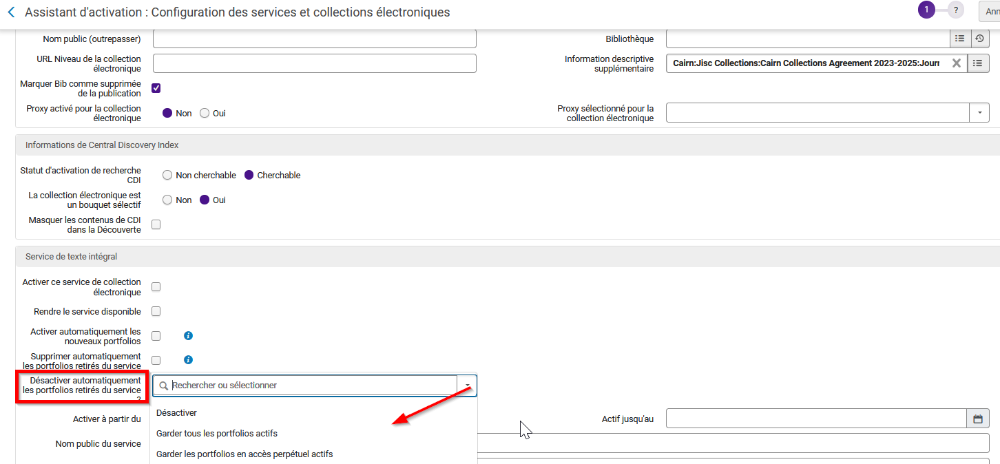 Assistant d'activation : Configuration des services et collections électroniques
1
?
Ann
Nom public (outrepasser)
Bibliothèque
URL Niveau de la collection
électronique
Information descriptive
supplémentaire
Cairn:Jisc Collections:Cairn Collections Agreement 2023-2025:Jour
Marquer Bib comme supprimée
de la publication
Proxy activé pour la collection
électronique
Non
Oui
Proxy sélectionné pour la
collection électronique
Informations de Central Discovery Index
Statut d'activation de recherche
CDI
Non cherchable
Cherchable
La collection électronique est
un bouquet sélectif
Non
Oui
Masquer les contenus de CDI
dans la Découverte
Service de texte intégral
Activer ce service de collection
électronique
Rendre le service disponible
Activer automatiquement les
nouveaux portfolios
Supprimer automatiquement
les portfolios retirés du service
Désactiver automatiquement
les portfolios retirés du service
?
Rechercher ou sélectionner
Désactiver
Garder tous les portfolios actifs
Garder les portfolios en accès perpétuel actifs
Activer à partir du
Actif jusqu'au
Nom public du service